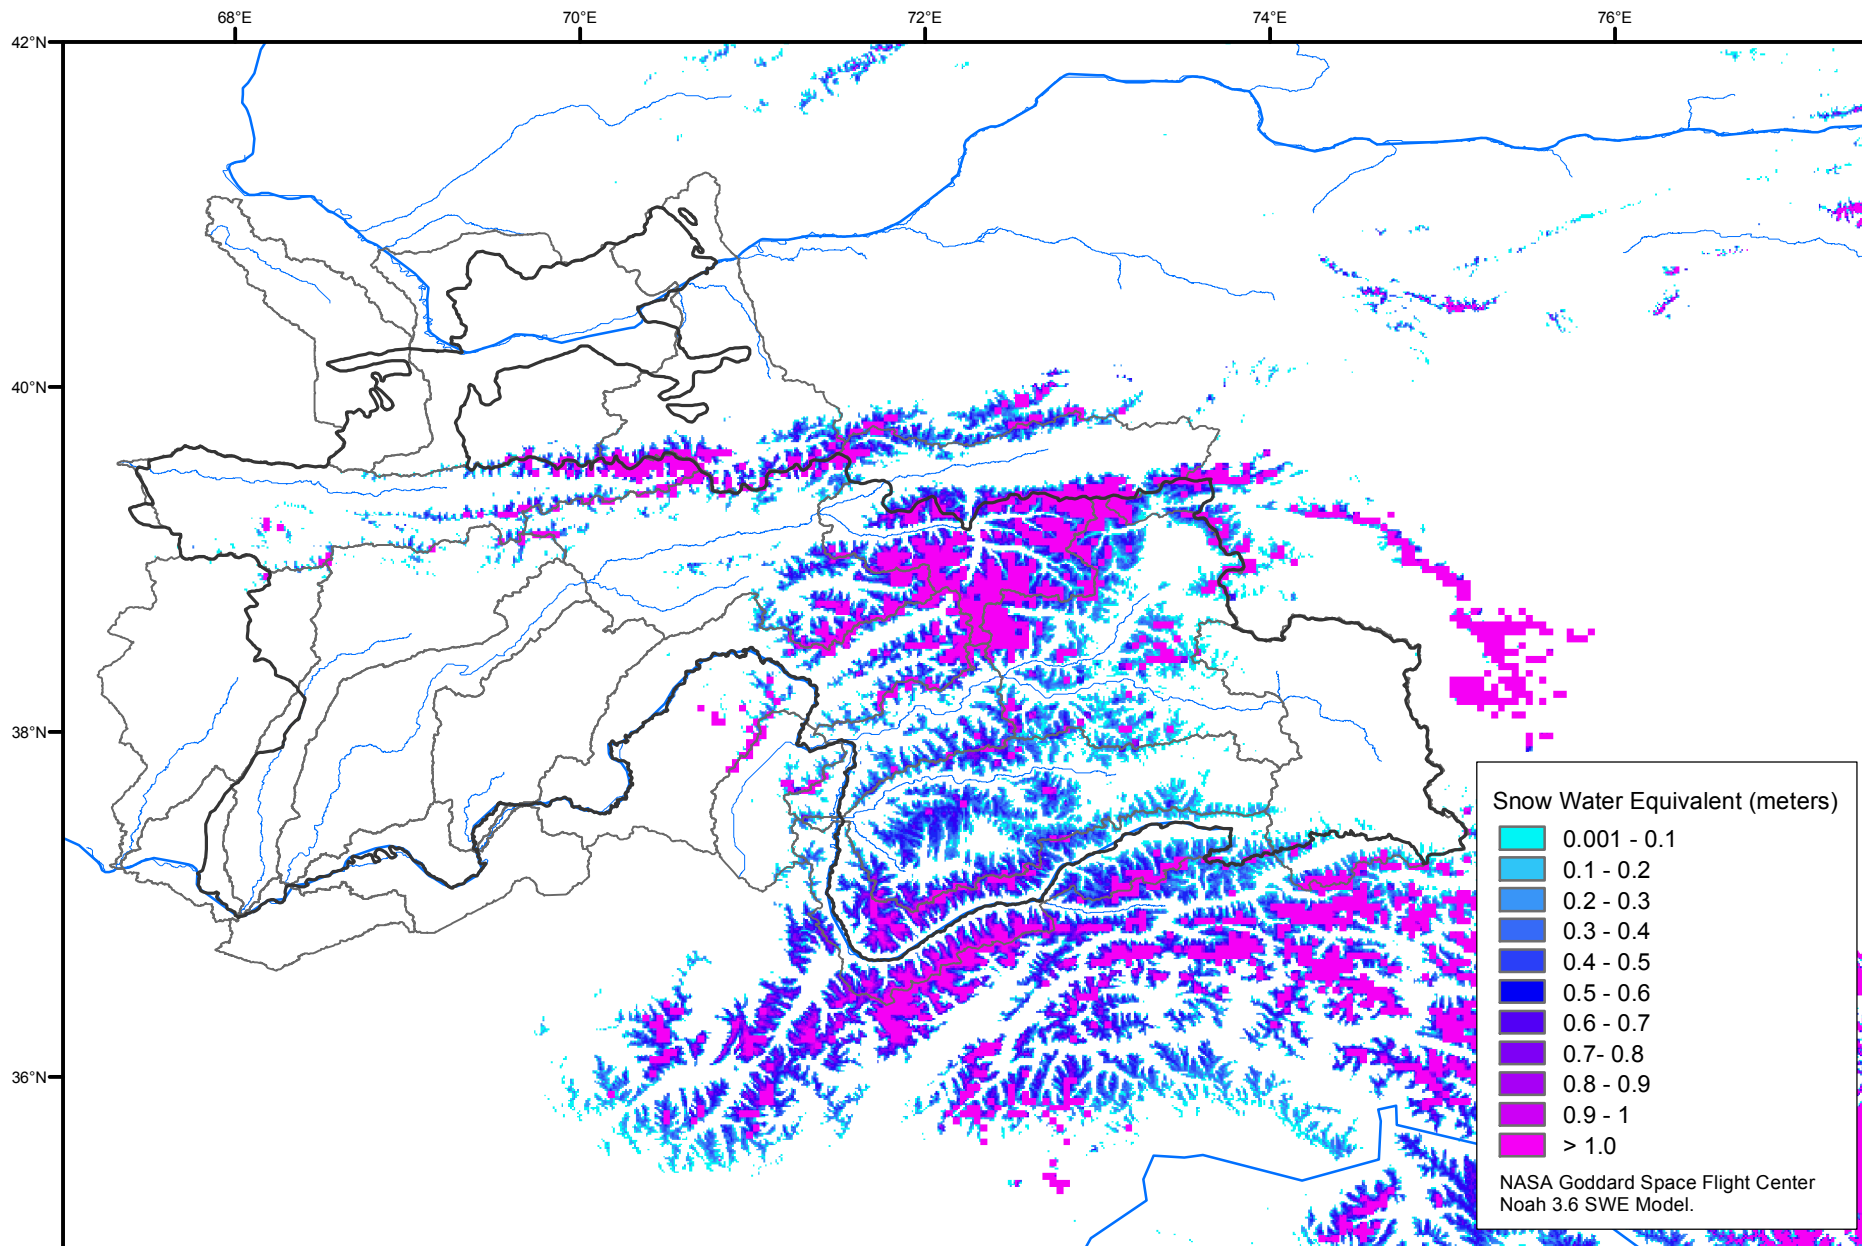 68°E
70°E
72°E
74°E
76°E
42°N
40°N
38°N
36°N
Snow Water Equivalent (meters)
0.001 - 0.1
0.1 - 0.2
0.2 - 0.3
0.3 - 0.4
0.4 - 0.5
0.5 - 0.6
0.6 - 0.7
0.7- 0.8
0.8 - 0.9
0.9 - 1
> 1.0
NASA Goddard Space Flight Center
Noah 3.6 SWE Model.